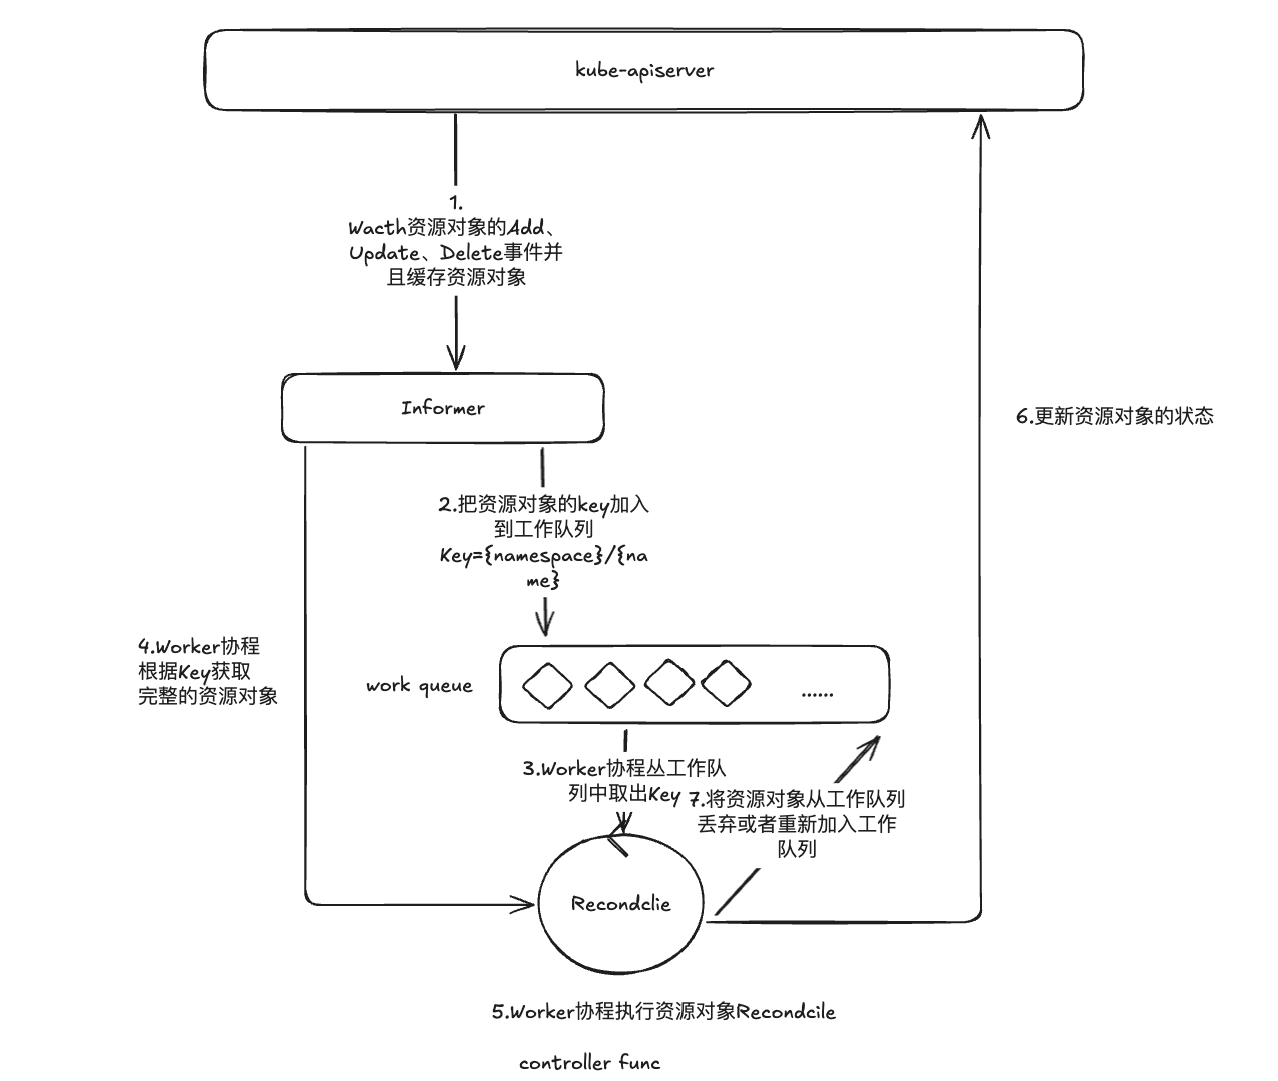 kube-apiserver
1.
Wacth资源对象的Add、
Update、Delete事件并
且缓存资源对象
Informer
6.更新资源对象的状态
2.把资源对象的key加入
到工作队列
Key={namespace}/{na
me}
4.Worker协程
根据Key获取
完整的资源对象
work queue
......
3.Worker协程丛工作队
列中取出Key
7.将资源对象从工作队列
丢弃或者重新加入工作
队列
Recondclie
5.Worker协程执行资源对象Recondcile
controller func